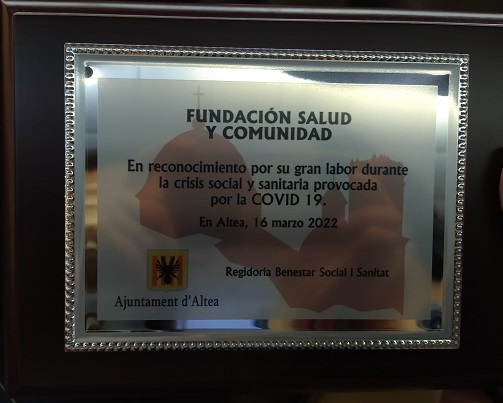 FUNDACIÓN SALUD
Y COMUNIDAD
En reconocimiento por su gran labor durante
la crisis social y sanitaria provocada
por la COVID 19.
En Altea, 16 marzo 2022
Regidoria Benestar Social i Sanitat
Ajuntament d'Altea